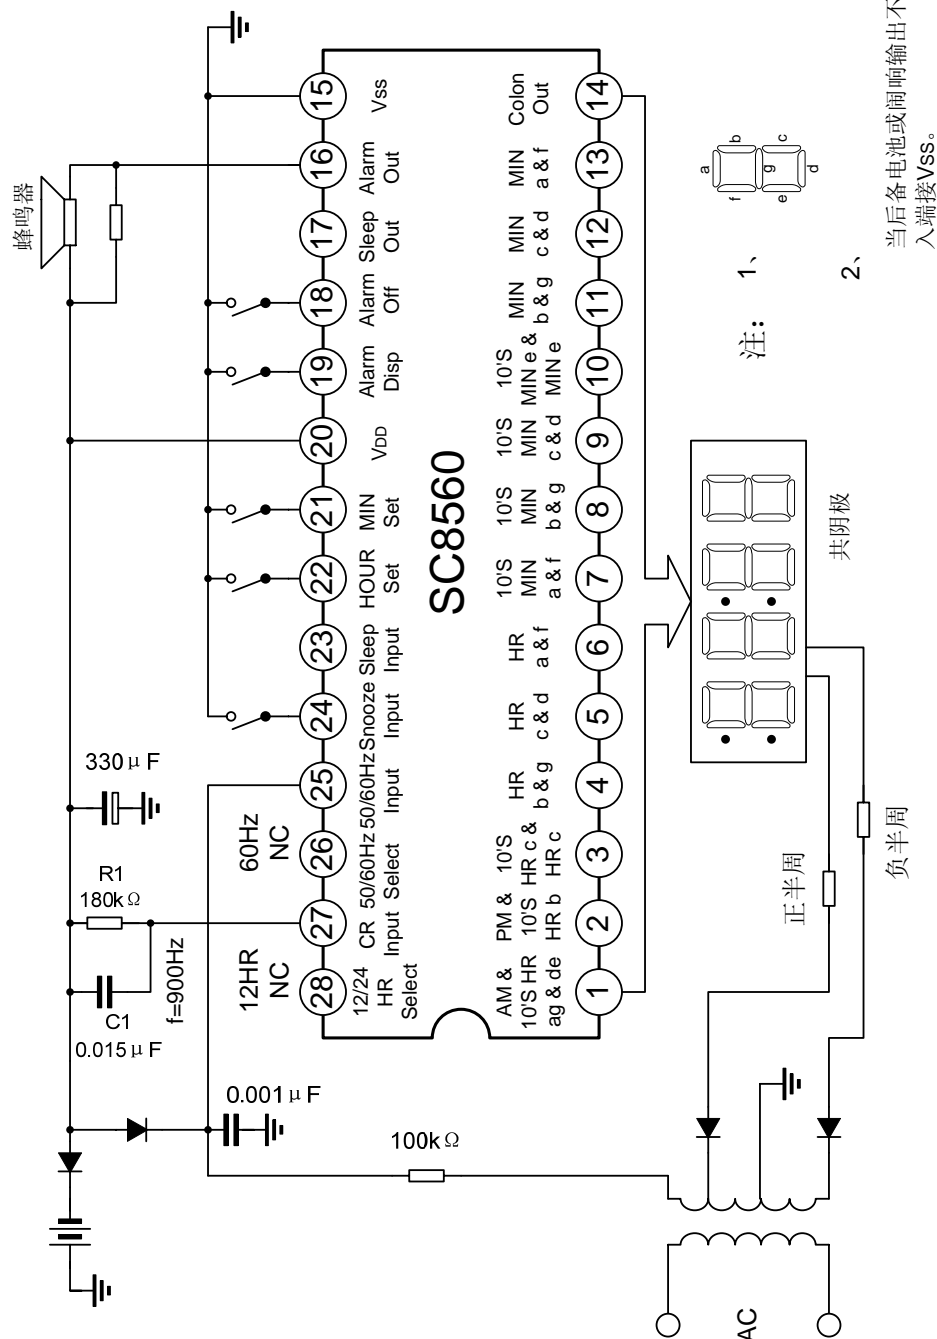 蜂鸣器
330μF
R1
180kΩ
C1
0.015μF
f=900Hz
0.001μF
100kΩ
12HR
NC
60Hz
NC
28
27
26
25
24
23
22
21
20
19
18
17
16
15
12/24
HR
Select
CR
Input
50/60Hz
Select
50/60Hz
Input
Snooze
Input
Sleep
Input
HOUR
Set
MIN
Set
VDD
Alarm
Disp
Alarm
Off
Sleep
Out
Alarm
Out
Vss
SC8560
AM &
10'S HR
ag & de
PM &
10'S
HR b
10'S
HR c &
HR c
HR
b & g
HR
c & d
HR
a & f
10'S
MIN
a & f
10'S
MIN
b & g
10'S
MIN
c & d
10'S
MIN e &
MIN e
MIN
b & g
MIN
c & d
MIN
a & f
Colon
Out
1
2
3
4
5
6
7
8
9
10
11
12
13
14
共阴极
正半周
负半周
AC
注：
1、
a
b
c
d
e
f
g
2、
当后备电池或闹响输出不
入端接Vss。